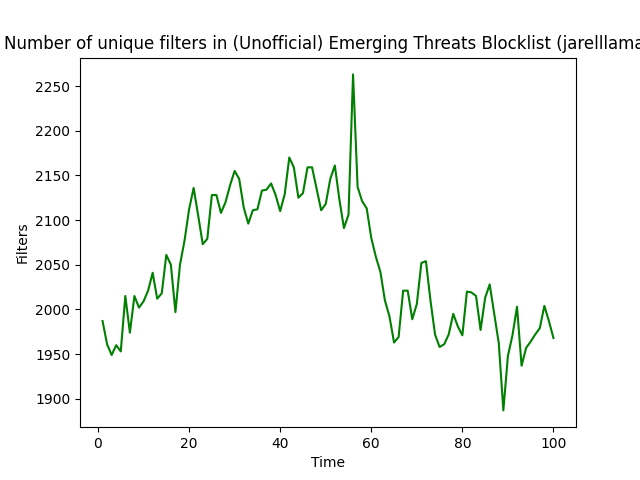 Number of unique filters in (Unofficial) Emerging Threats Blocklist (jarelllama
2250
2200
2150
2100
2050
2000
1950
1900
Filters
0 20 40 60 80 100
Time